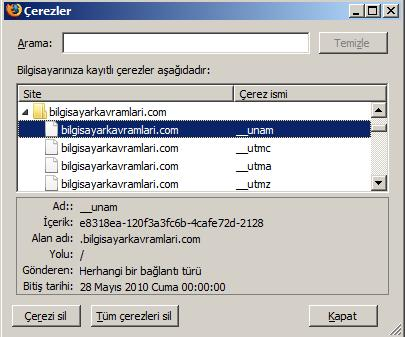 Çerezler
Arama: Temizle
Bilgisayarınıza kayıtlı çerezler aşağıdadır:
Site Çerez ismi
bilgisayarkavramlari.com
bilgisayarkavramlari.com __unam
bilgisayarkavramlari.com __utmc
bilgisayarkavramlari.com __utma
bilgisayarkavramlari.com __utmz
Ad:: __unam
İçerik: e8318ea-120f3a3fc6b-4cafe72d-2128
Alan adı: .bilgisayarkavramlari.com
Yolu: /
Gönderen: Herhangi bir bağlantı türü
Bitiş tarihi: 28 Mayıs 2010 Cuma 00:00:00
Çerezi sil Tüm çerezleri sil Kapat